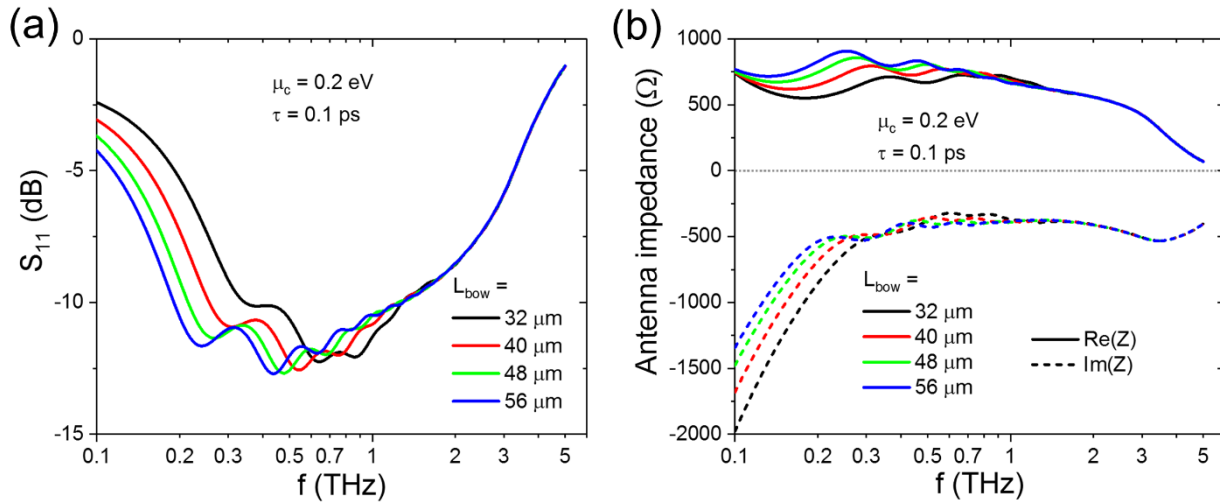 (a)
0
-5
-10
-15
S₁₁ (dB)
μc = 0.2 eV
τ = 0.1 ps
Lbow =
32 μm
40 μm
48 μm
56 μm
0.1 0.2 0.3 0.5 0.7 1 2 3 5
f (THz)
(b)
1000
500
0
-500
-1000
-1500
-2000
Antenna impedance (Ω)
μc = 0.2 eV
τ = 0.1 ps
Lbow =
32 μm
40 μm
48 μm
56 μm
Re(Z)
Im(Z)
0.1 0.2 0.3 0.5 0.7 1 2 3 5
f (THz)